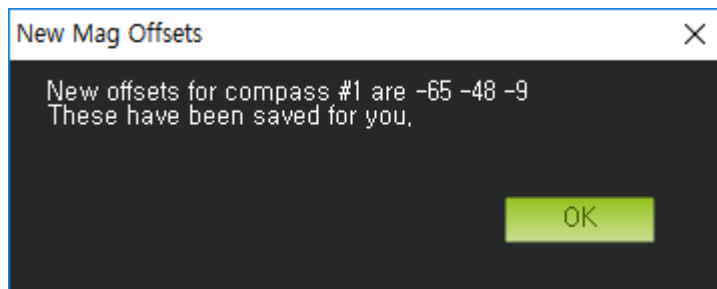 New Mag Offsets
New offsets for compass #1 are -65 -48 -9
These have been saved for you,
OK